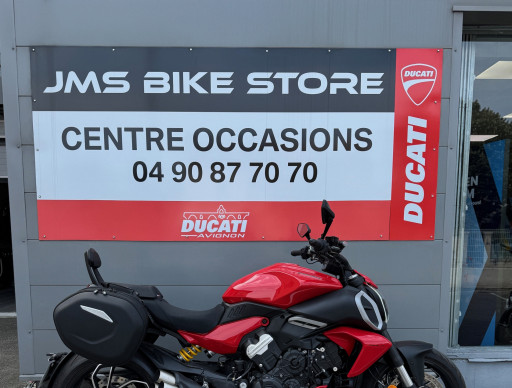 JMS BIKE STORE
DUCATI
CENTRE OCCASIONS
04 90 87 70 70
DUCATI
DUCATI
AVIGNON